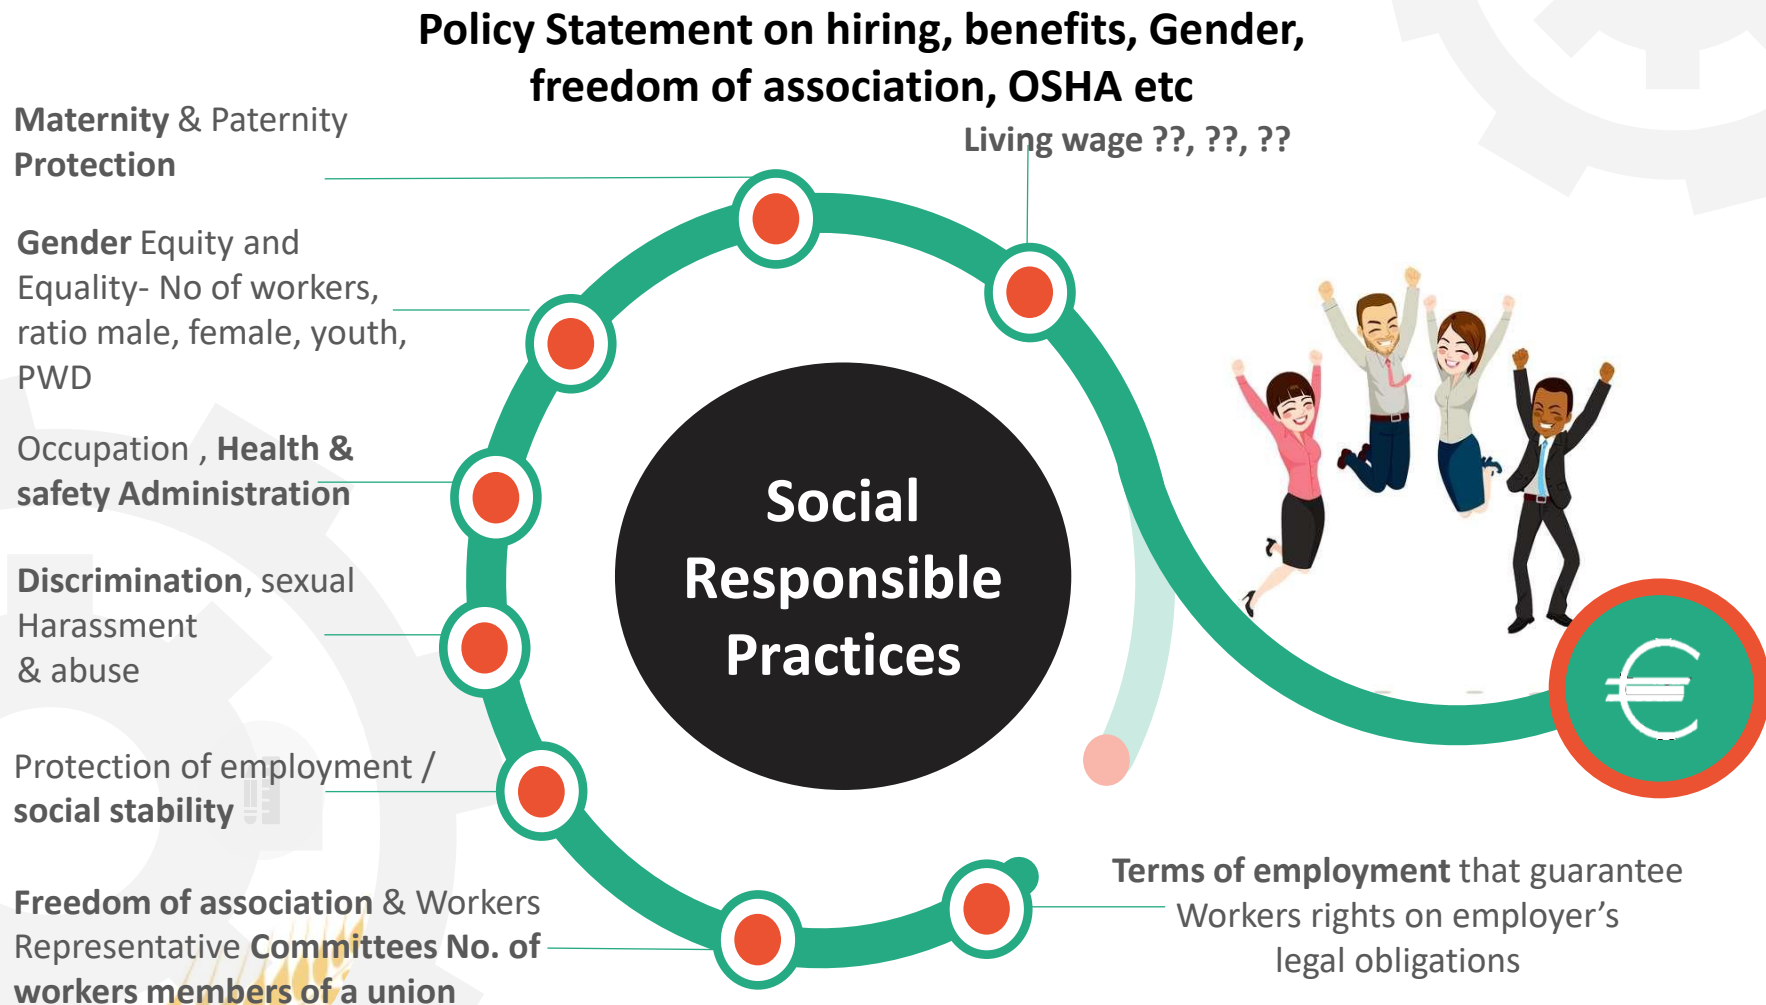 Policy Statement on hiring, benefits, Gender,
freedom of association, OSHA etc
Living wage ??, ??, ??
Maternity & Paternity
Protection
Gender Equity and
Equality- No of workers,
ratio male, female, youth,
PWD
Occupation , Health &
safety Administration
Discrimination, sexual
Harassment
& abuse
Protection of employment /
social stability
Freedom of association & Workers
Representative Committees No. of
workers members of a union
Social
Responsible
Practices
€
Terms of employment that guarantee
Workers rights on employer’s
legal obligations